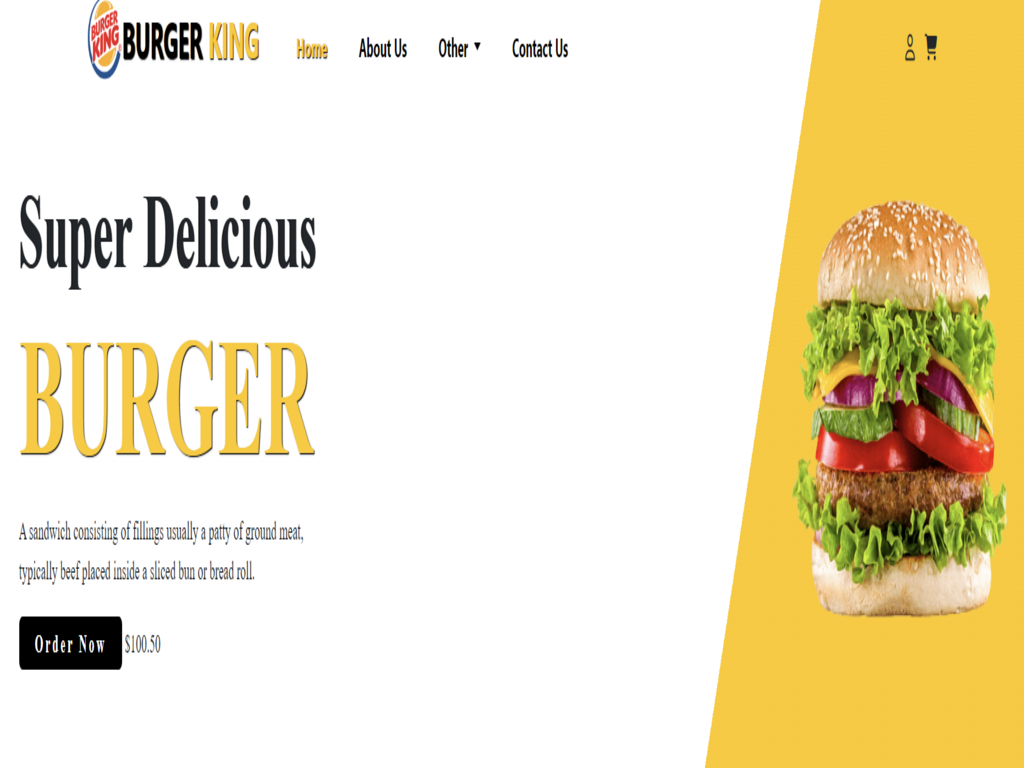 BURGER
KING
BURGER KING
Home
About Us
Other ▼
Contact Us
Super Delicious
BURGER
A sandwich consisting of fillings usually a patty of ground meat,
typically beef placed inside a sliced bun or bread roll.
Order Now $100.50